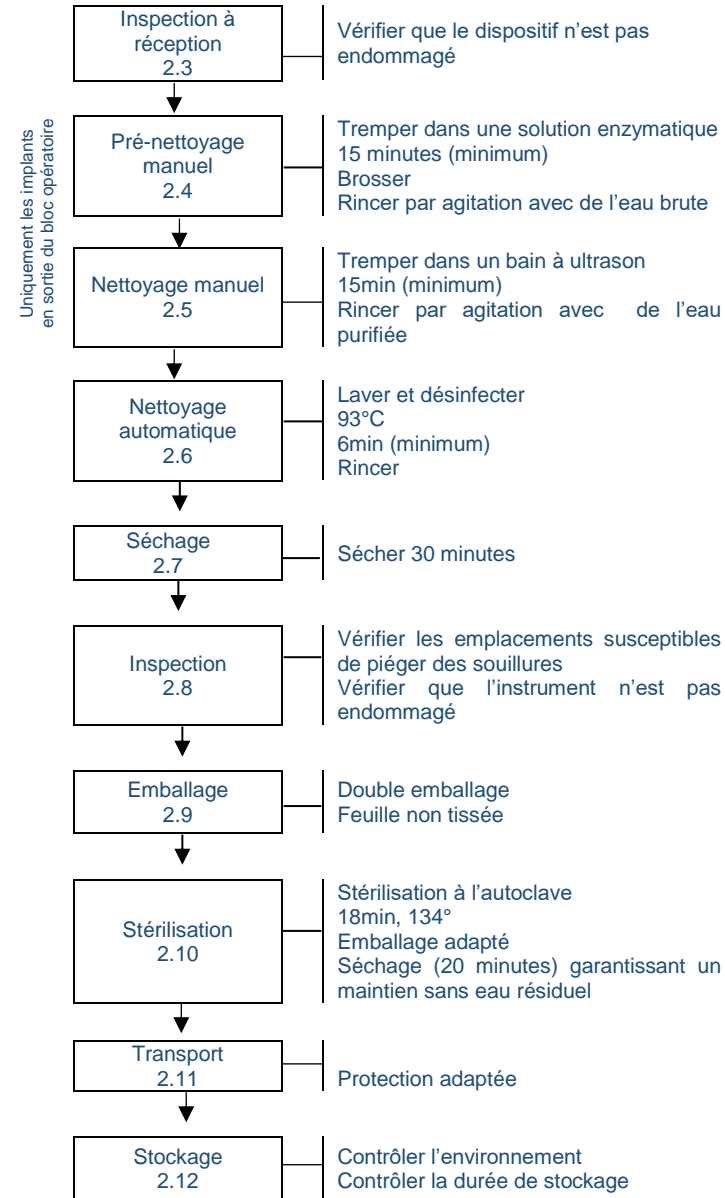 Inspection à
réception
2.3
Vérifier que le dispositif n'est pas
endommagé
Uniquement les implants
en sortie du bloc opératoire
Pré-nettoyage
manuel
2.4
Tremper dans une solution enzymatique
15 minutes (minimum)
Brosser
Rincer par agitation avec de l'eau brute
Nettoyage manuel
2.5
Tremper dans un bain à ultrason
15min (minimum)
Rincer par agitation avec de l'eau
purifiée
Nettoyage
automatique
2.6
Laver et désinfecter
93°C
6min (minimum)
Rincer
Séchage
2.7
Sécher 30 minutes
Inspection
2.8
Vérifier les emplacements susceptibles
de piéger des souillures
Vérifier que l'instrument n'est pas
endommagé
Emballage
2.9
Double emballage
Feuille non tissée
Stérilisation
2.10
Stérilisation à l'autoclave
18min, 134°
Emballage adapté
Séchage (20 minutes) garantissant un
maintien sans eau résiduel
Transport
2.11
Protection adaptée
Stockage
2.12
Contrôler l'environnement
Contrôler la durée de stockage